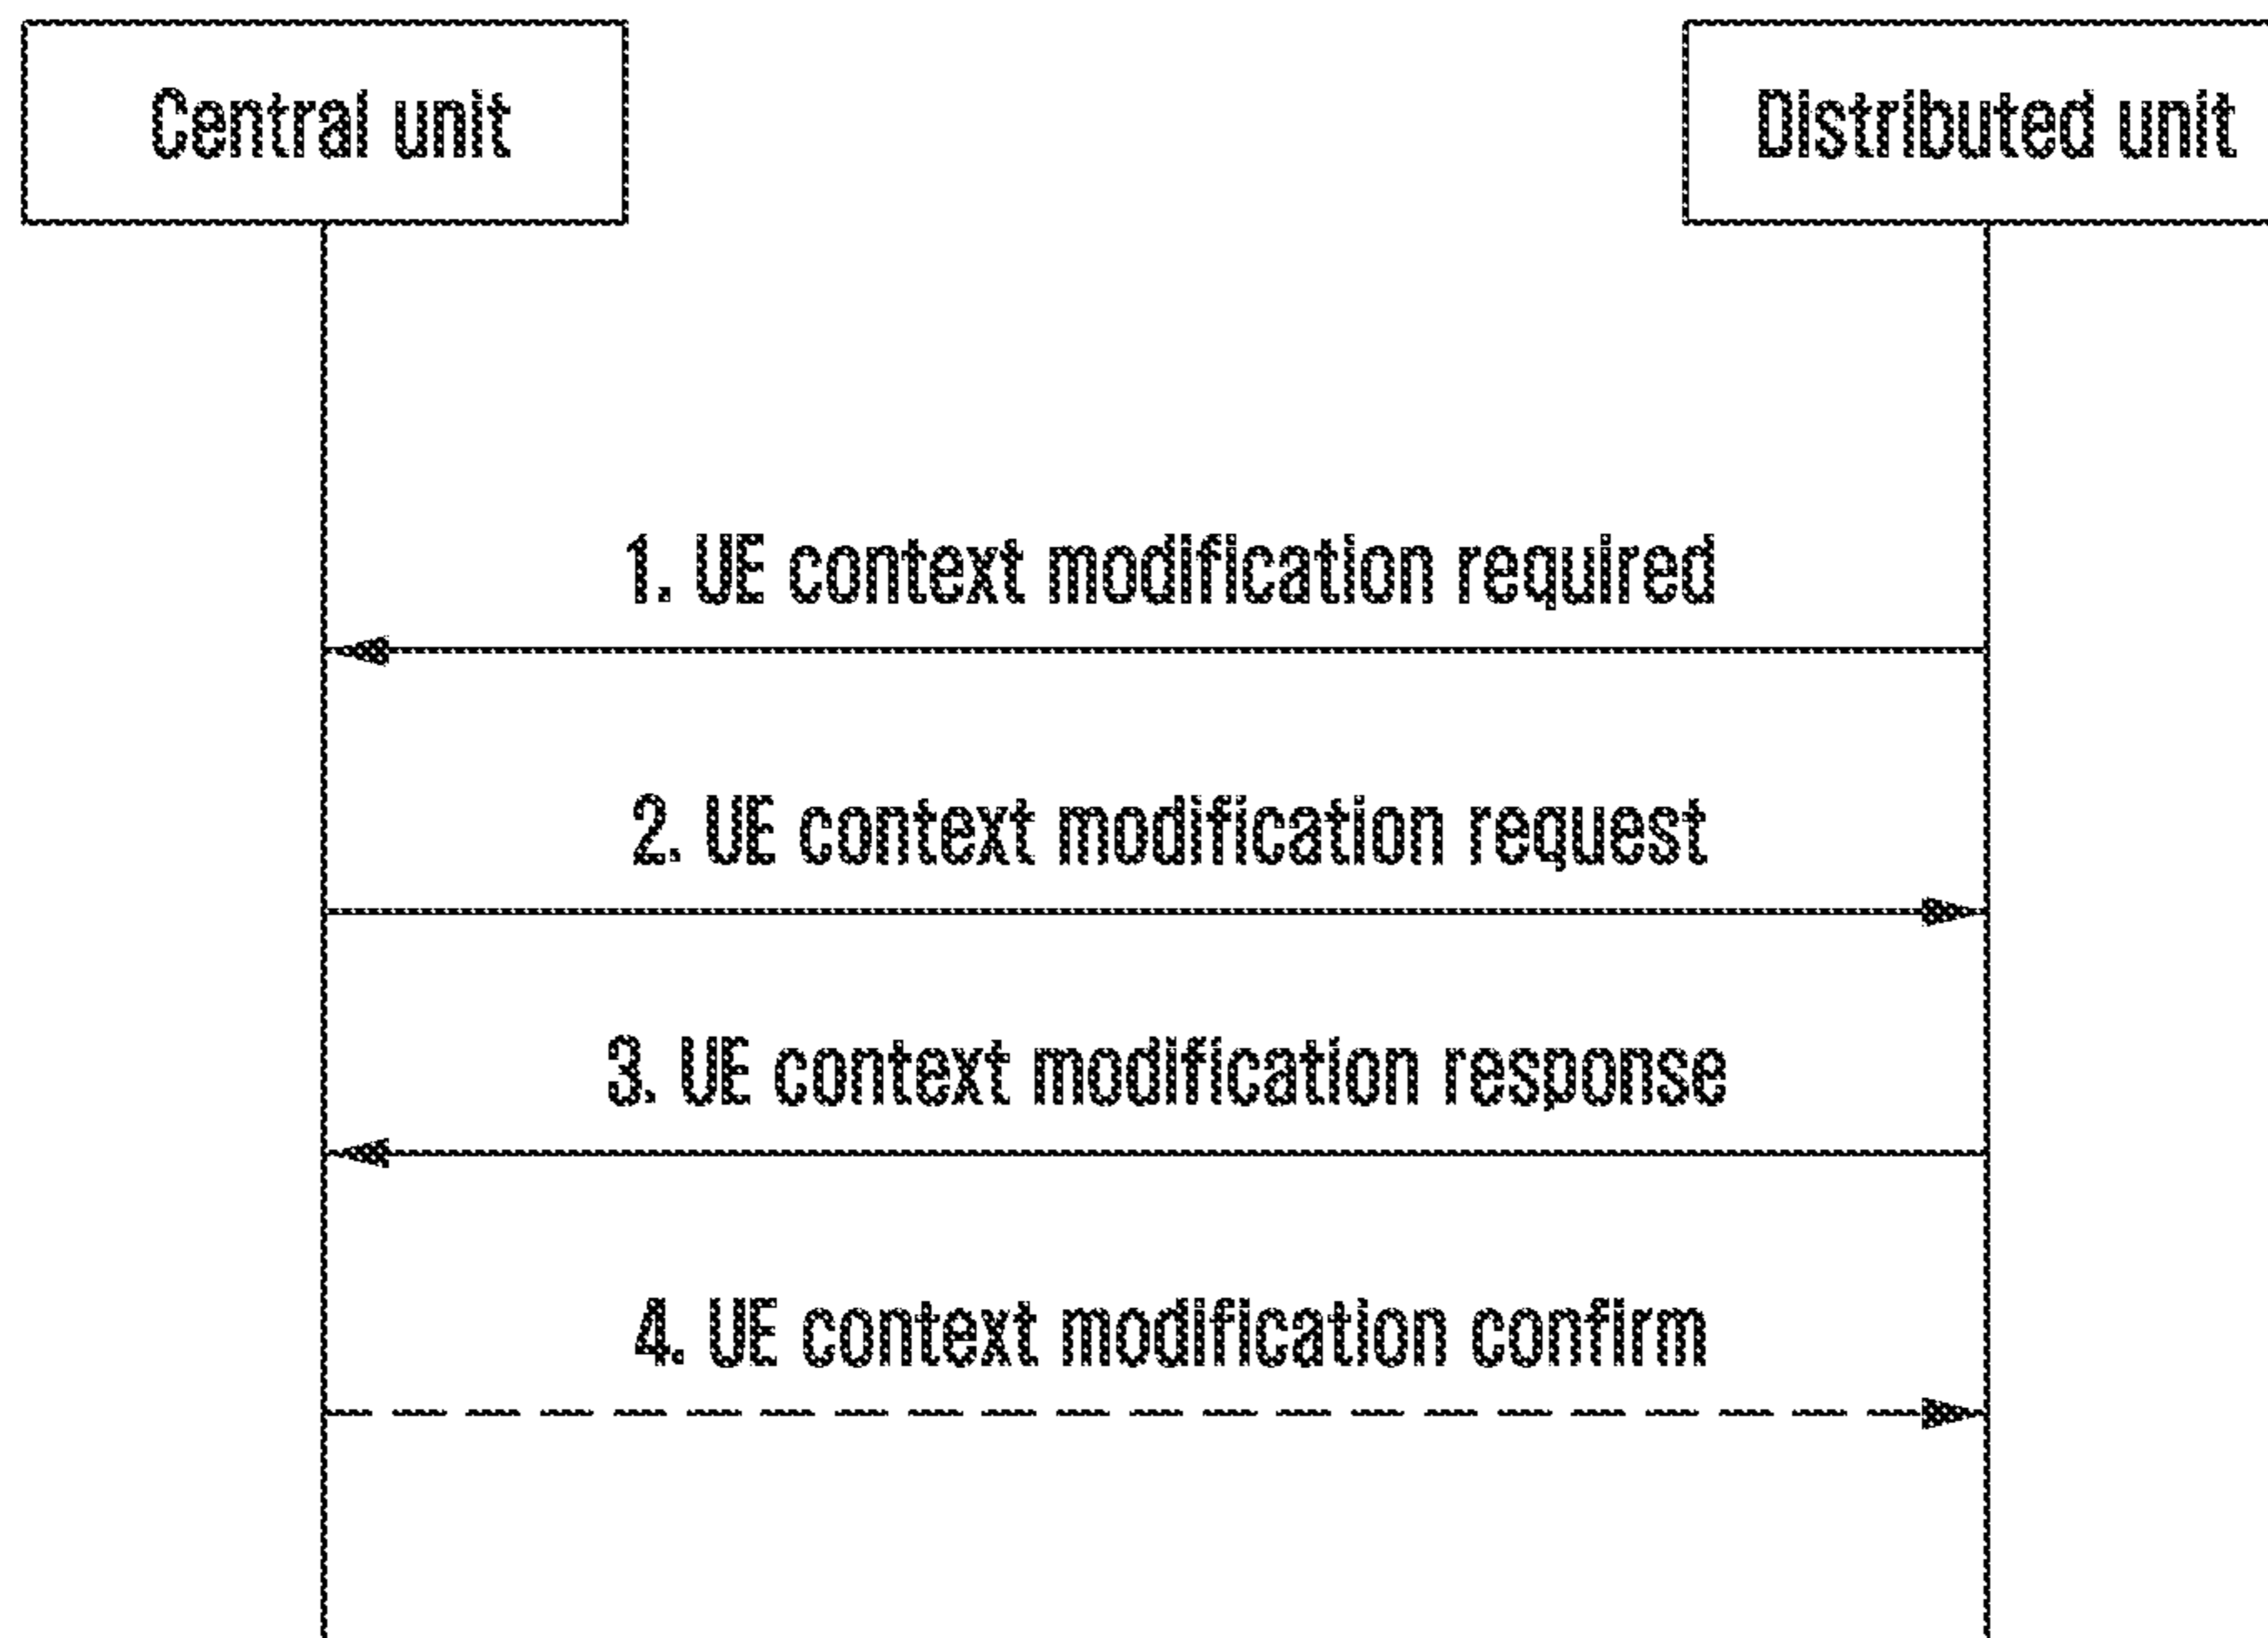 Central unit
Distributed unit
1. UE context modification required
2. UE context modification request
3. UE context modification response
4. UE context modification confirm